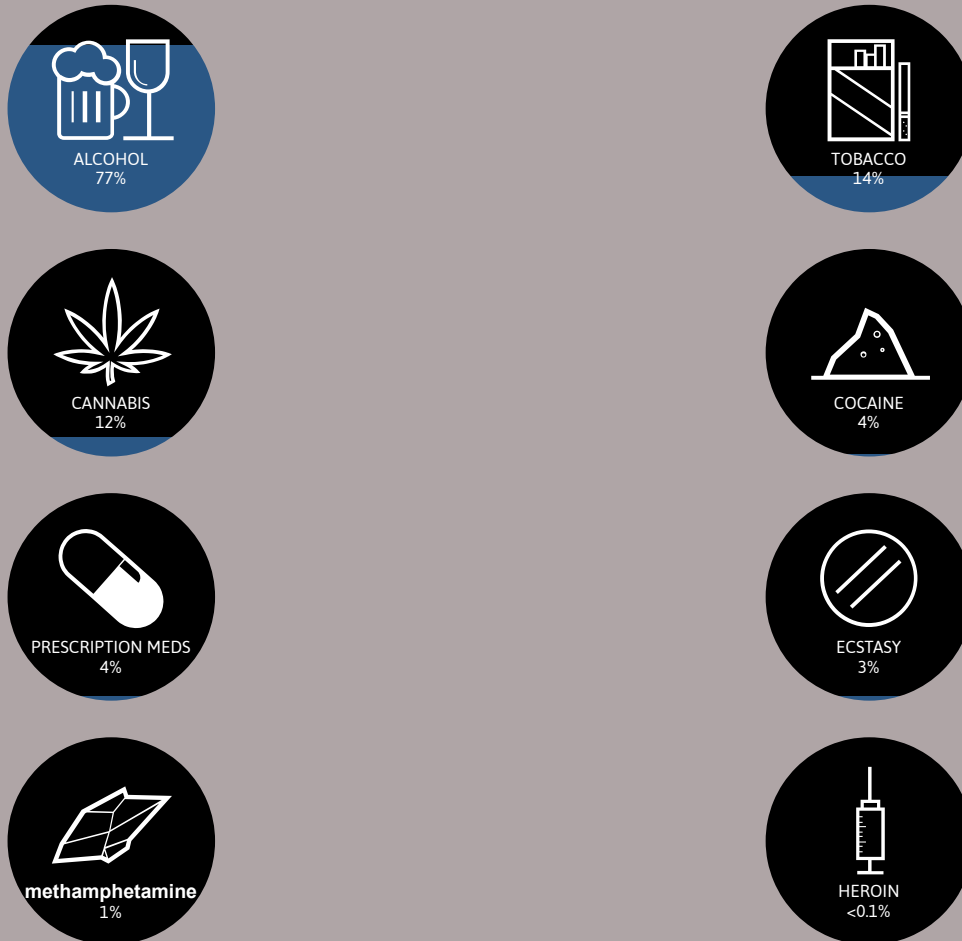 ALCOHOL
77%
TOBACCO
14%
CANNABIS
12%
COCAINE
4%
PRESCRIPTION MEDS
4%
ECSTASY
3%
methamphetamine
1%
HEROIN
<0.1%